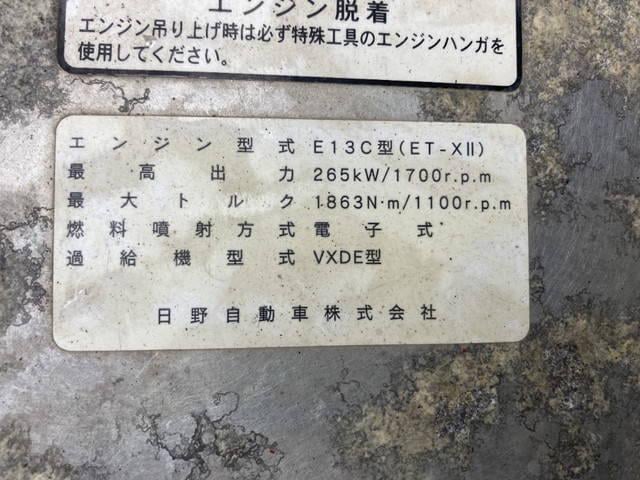 エンジン脱着
エンジン吊り上げ時は必ず特殊工具のエンジンハンガを
使用してください。
エンジン型式 E13C型(ET-XⅡ)
最高出力 265kW/1700r.p.m
最大トルク 1863N·m/1100r.p.m
燃料噴射方式 電子式
過給機型式 VXDE型
日野自動車株式会社